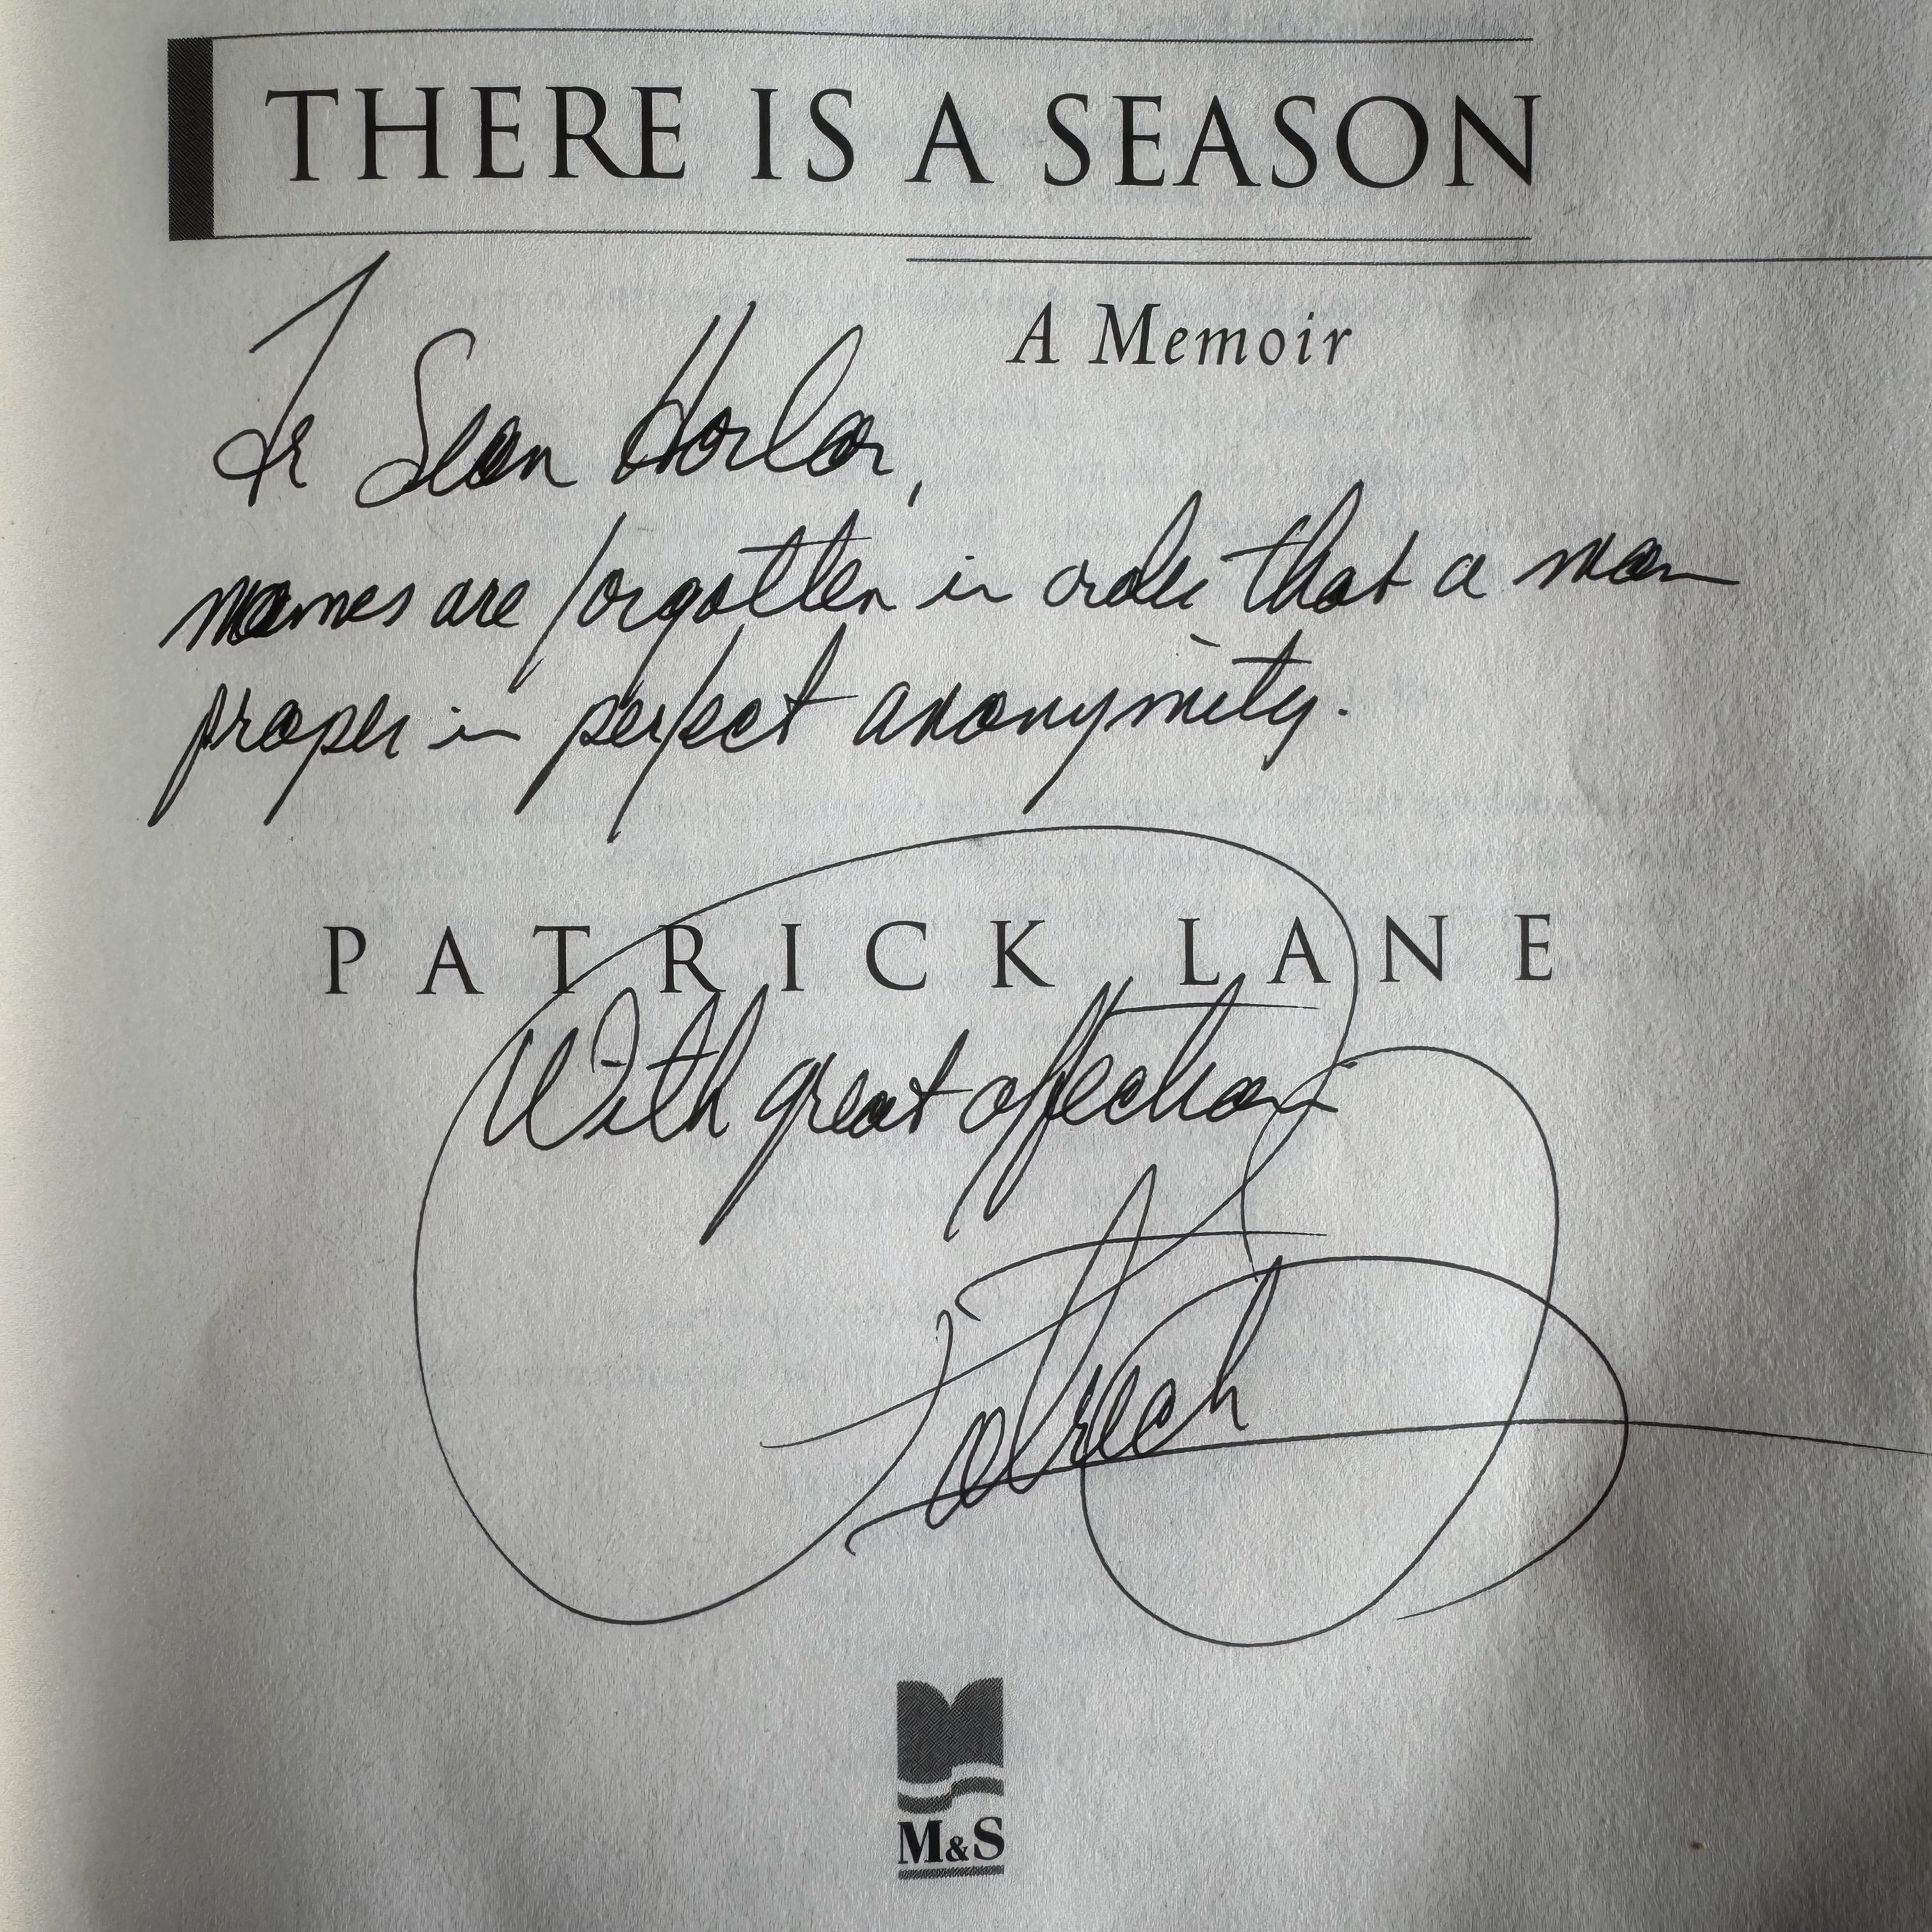 THERE IS A SEASON
A Memoir
For Sean Horlor,
names are forgotten in order that a man
prosper in perfect anonymity.
PATRICK LANE
With great affection
Patrick
M&S